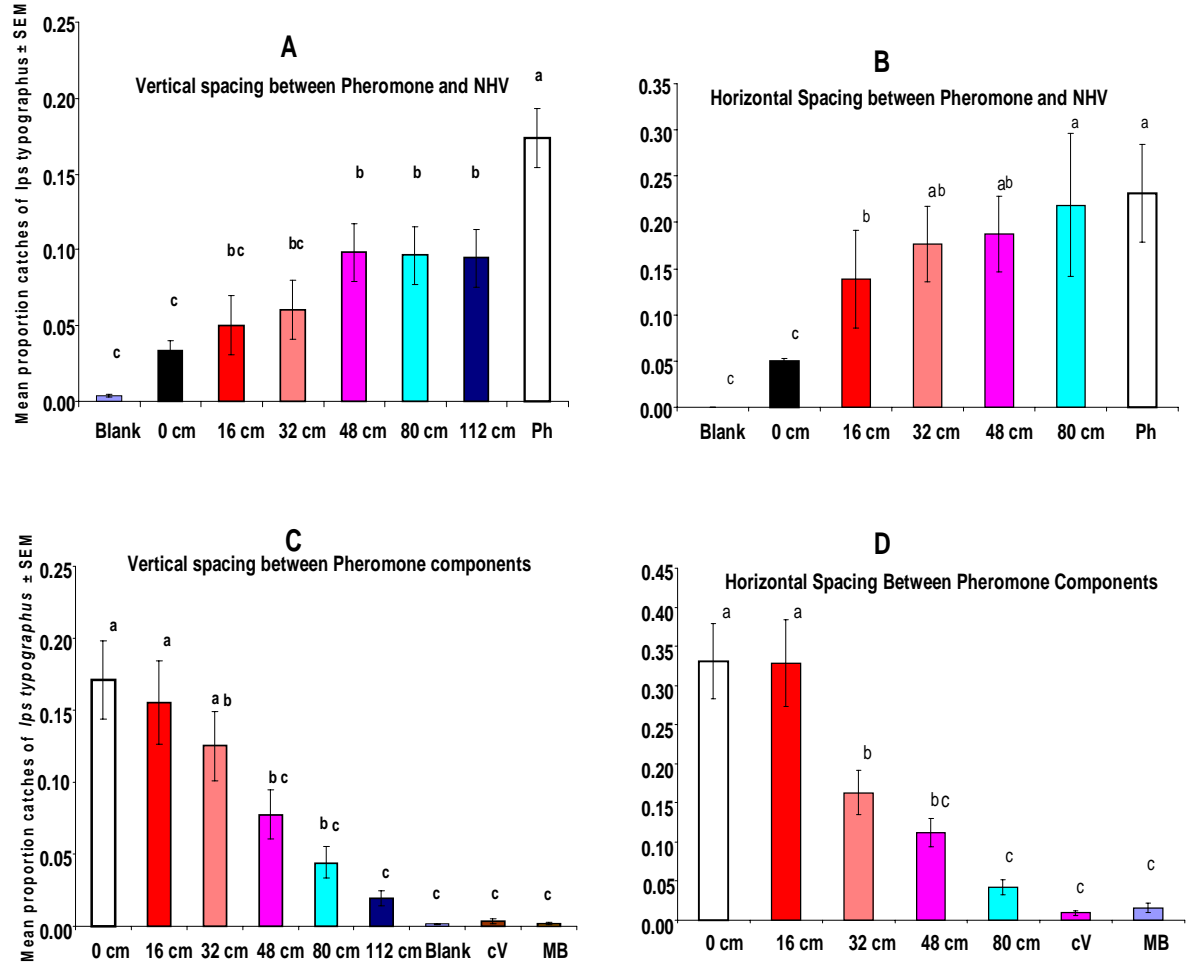 Mean proportion catches of Ips typographus ± SEM
A
Vertical spacing between Pheromone and NHV
0.25
0.20
0.15
0.10
0.05
0.00
c
c
bc
bc
b
b
b
a
Blank 0 cm 16 cm 32 cm 48 cm 80 cm 112 cm Ph
B
Horizontal Spacing between Pheromone and NHV
0.35
0.30
0.25
0.20
0.15
0.10
0.05
0.00
c
c
b
ab
ab
a
a
Blank 0 cm 16 cm 32 cm 48 cm 80 cm Ph
Mean proportion catches of Ips typographus ± SEM
C
Vertical spacing between Pheromone components
0.25
0.20
0.15
0.10
0.05
0.00
a
a
a b
b c
b c
c
c
c
c
0 cm 16 cm 32 cm 48 cm 80 cm 112 cm Blank cV MB
D
Horizontal Spacing Between Pheromone Components
0.45
0.40
0.35
0.30
0.25
0.20
0.15
0.10
0.05
0.00
a
a
b
bc
c
c
c
0 cm 16 cm 32 cm 48 cm 80 cm cV MB